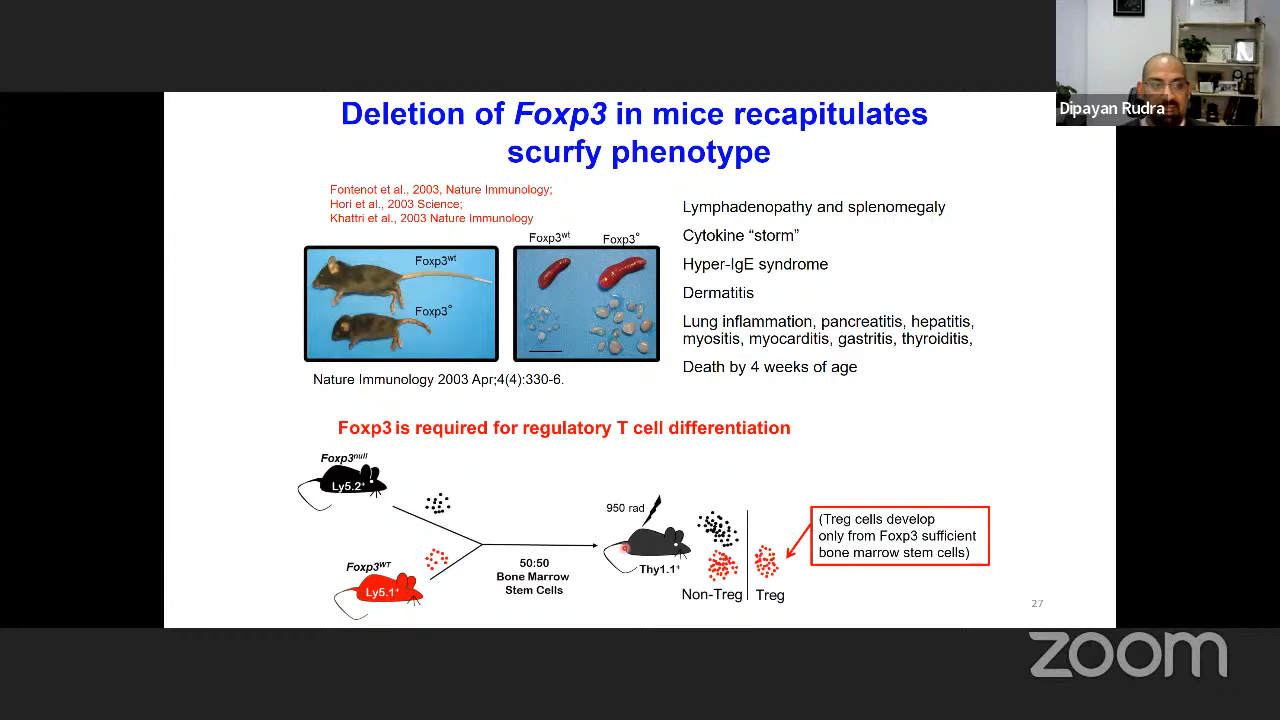 Dipayan Rudra
Deletion of Foxp3 in mice recapitulates
scurfy phenotype
Fontenot et al., 2003, Nature Immunology;
Hori et al., 2003 Science;
Khattri et al., 2003 Nature Immunology
Foxp3wt
Foxp3°
Foxp3wt
Foxp3°
Nature Immunology 2003 Apr;4(4):330-6.
Lymphadenopathy and splenomegaly
Cytokine “storm”
Hyper-IgE syndrome
Dermatitis
Lung inflammation, pancreatitis, hepatitis,
myositis, myocarditis, gastritis, thyroiditis,
Death by 4 weeks of age
Foxp3 is required for regulatory T cell differentiation
Foxp3null
Ly5.2+
Foxp3WT
Ly5.1+
50:50
Bone Marrow
Stem Cells
950 rad
Thy1.1+
Non-Treg
Treg
(Treg cells develop
only from Foxp3 sufficient
bone marrow stem cells)
27
zoom